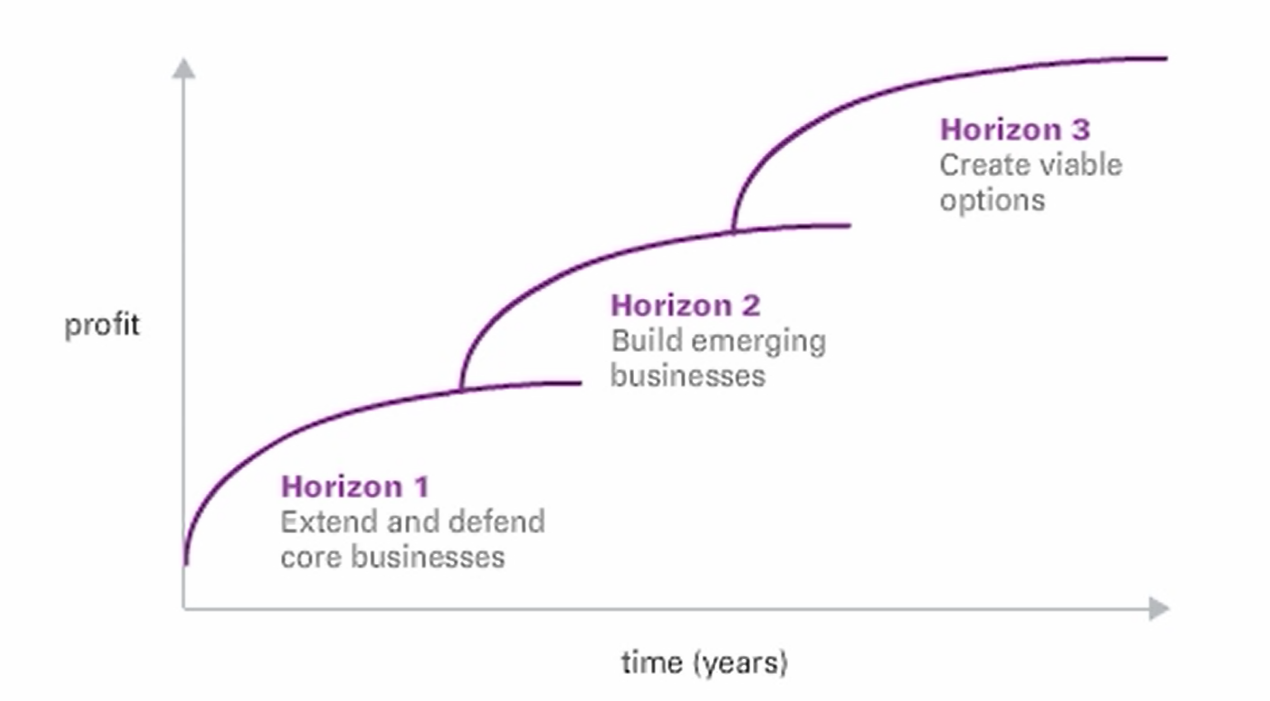 Horizon 3
Create viable
options
Horizon 2
Build emerging
businesses
profit
Horizon 1
Extend and defend
core businesses
time (years)